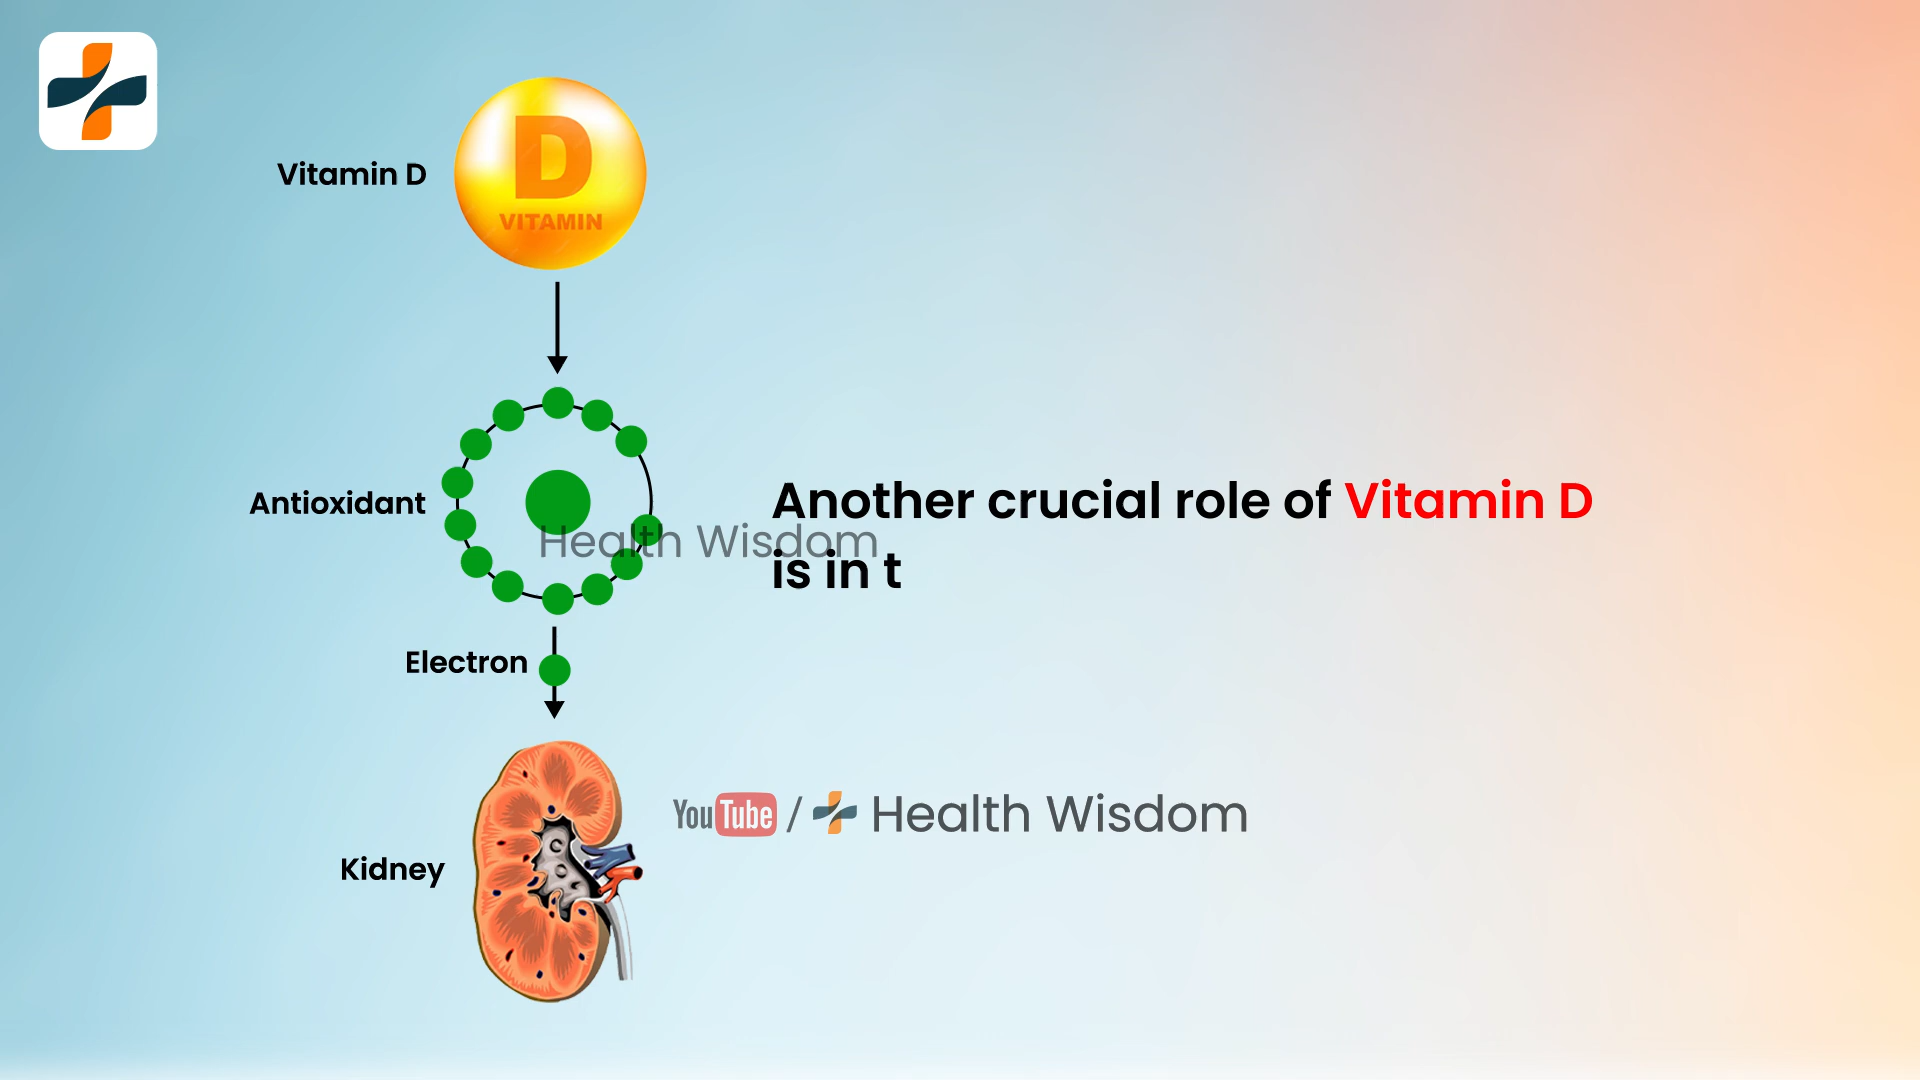 Vitamin D
D
VITAMIN
Antioxidant
Another crucial role of Vitamin D
is in t
Health Wisdom
Electron
Kidney
YouTube / Health Wisdom